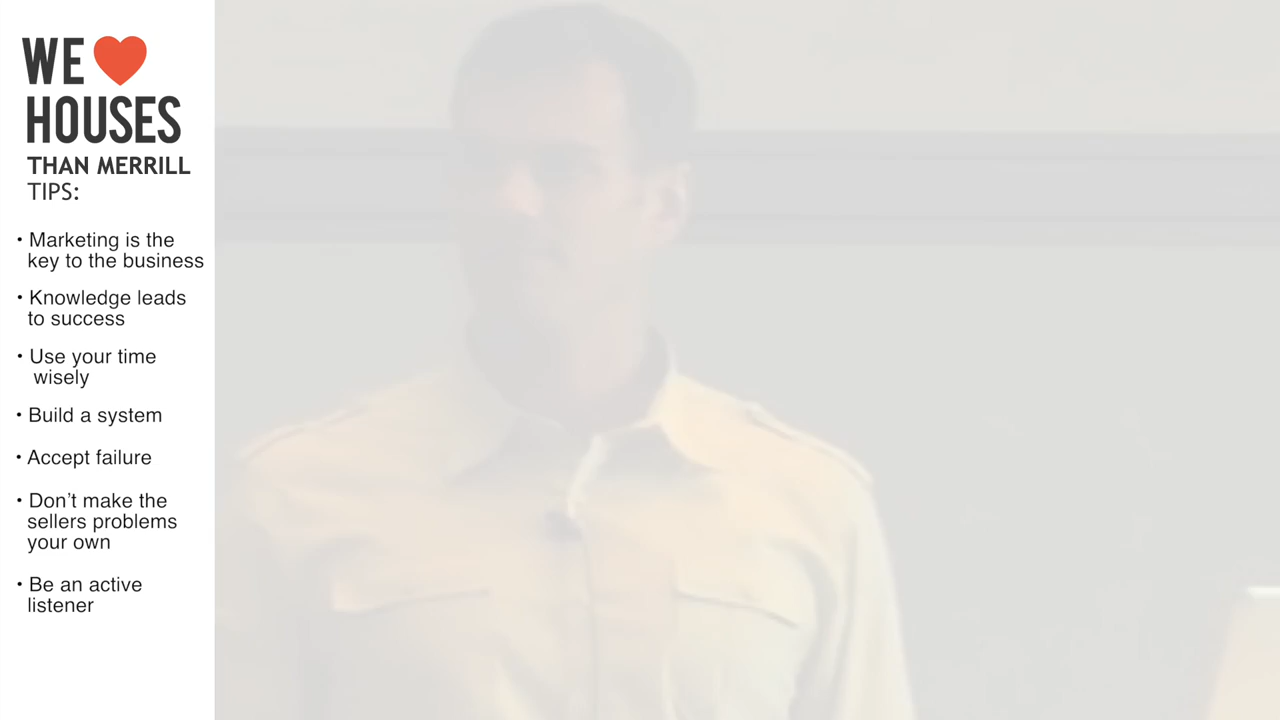 WE
HOUSES
THAN MERRILL
TIPS:
• Marketing is the
key to the business
• Knowledge leads
to success
• Use your time
wisely
• Build a system
• Accept failure
• Don’t make the
sellers problems
your own
• Be an active
listener